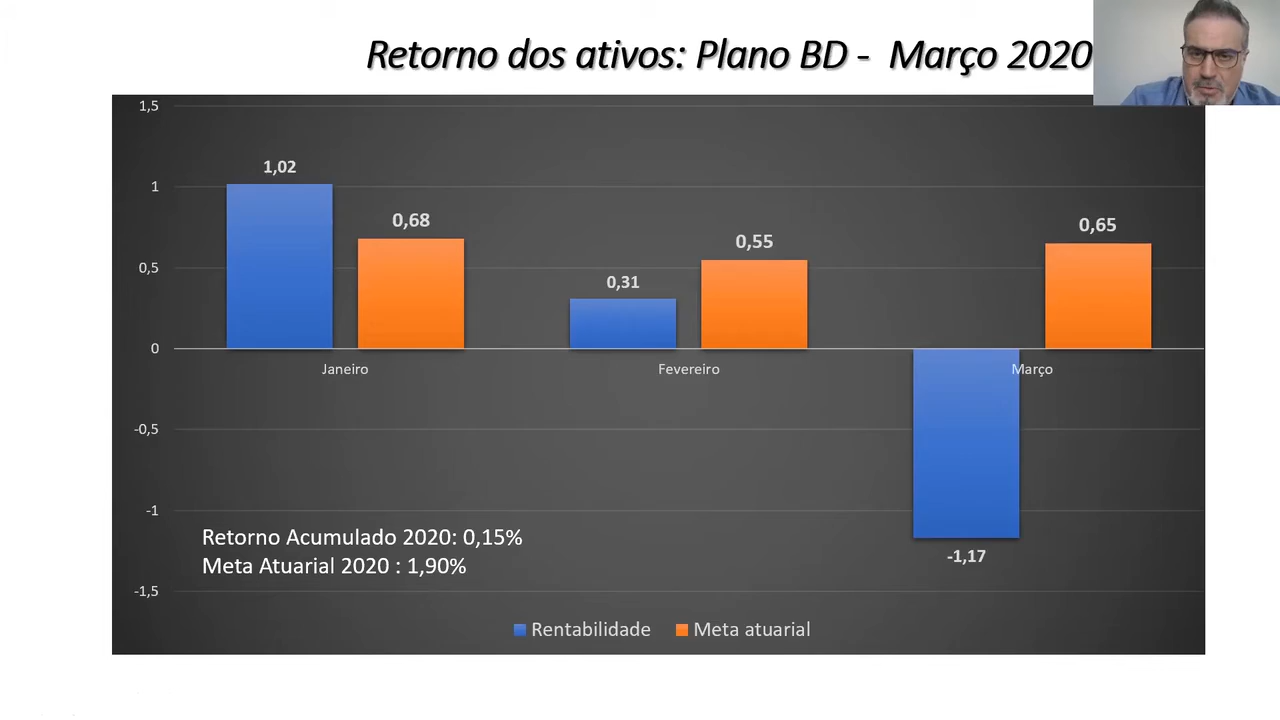 Retorno dos ativos: Plano BD - Março 2020
1,5
1
0,5
0
-0,5
-1
-1,5
1,02
0,68
0,31
0,55
-1,17
0,65
Janeiro
Fevereiro
Março
Retorno Acumulado 2020: 0,15%
Meta Atuarial 2020 : 1,90%
Rentabilidade
Meta atuarial